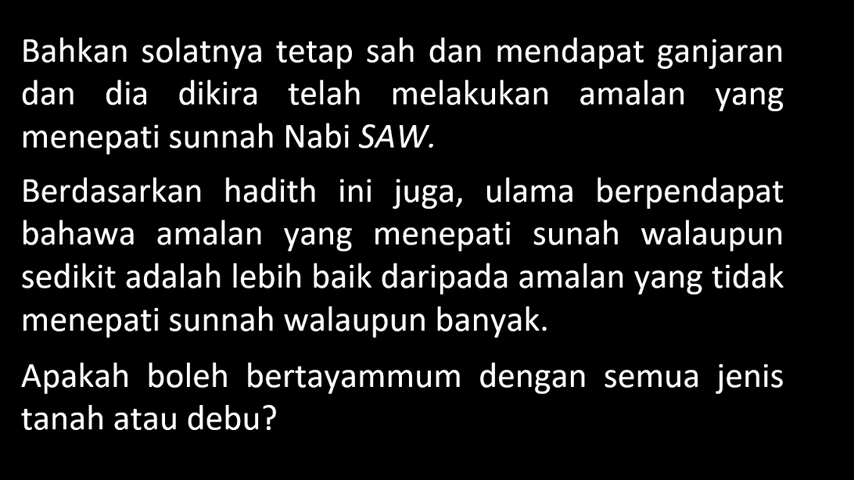 Bahkan solatnya tetap sah dan mendapat ganjaran
dan dia dikira telah melakukan amalan yang
menepati sunnah Nabi SAW.
Berdasarkan hadith ini juga, ulama berpendapat
bahawa amalan yang menepati sunah walaupun
sedikit adalah lebih baik daripada amalan yang tidak
menepati sunnah walaupun banyak.
Apakah boleh bertayammum dengan semua jenis
tanah atau debu?